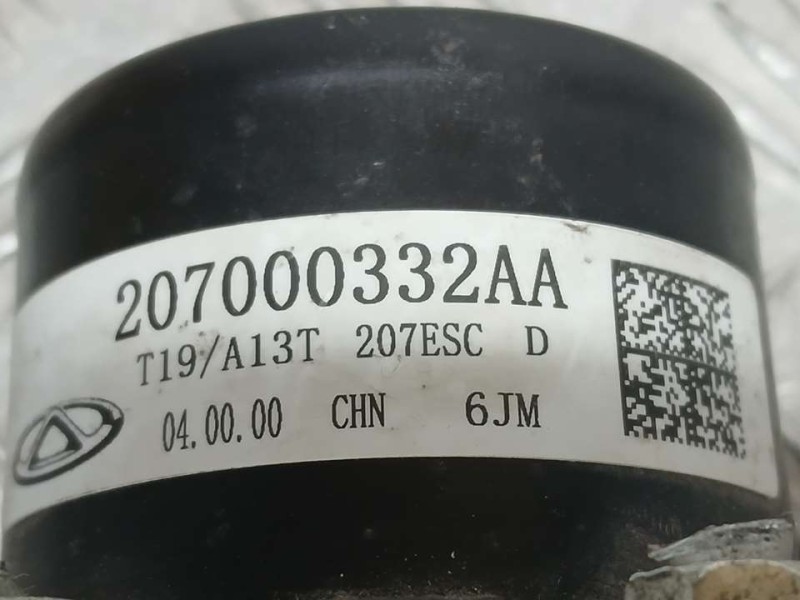 207000332AA
T19/A13T 207ESC D
04.00.00 CHN 6JM